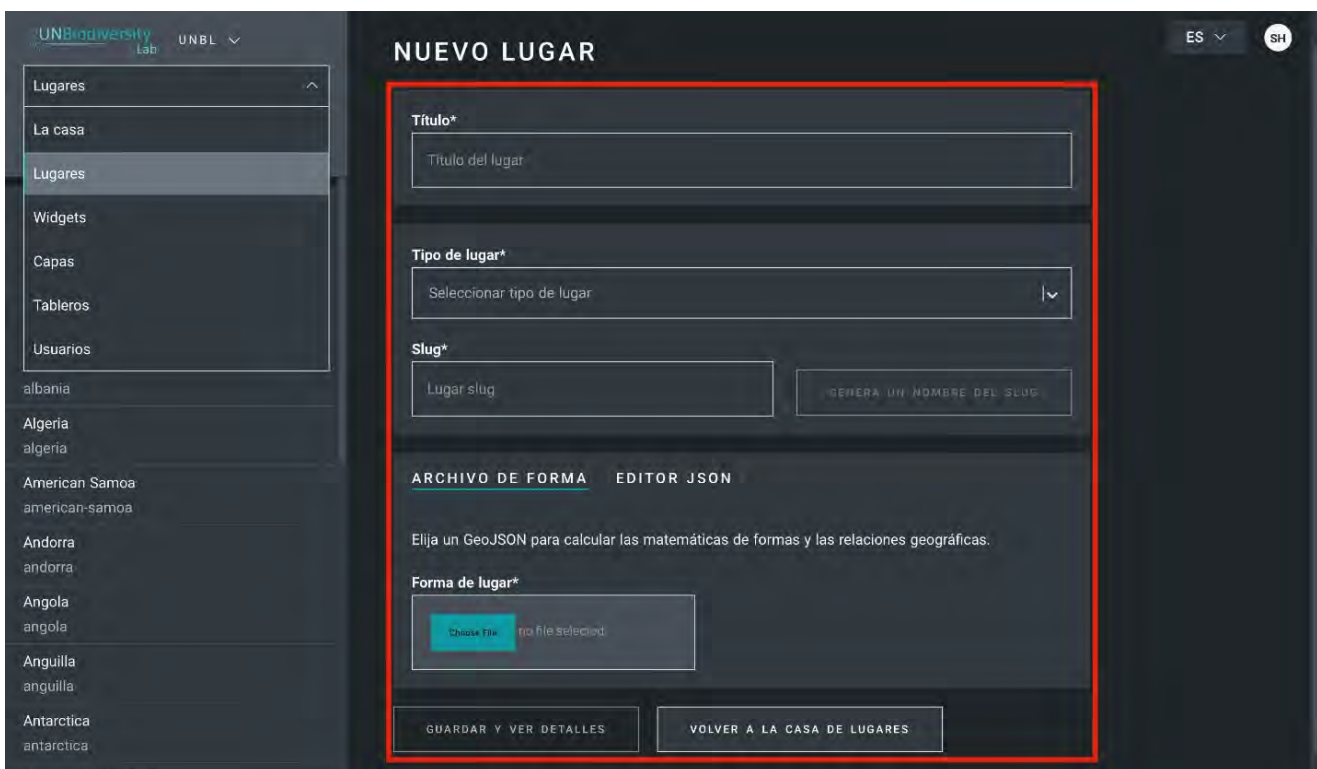 UNBiodiversity
Lab
UNBL
Lugares
La casa
Lugares
Widgets
Capas
Tableros
Usuarios
albania
Algeria
algeria
American Samoa
american-samoa
Andorra
andorra
Angola
angola
Anguilla
anguilla
Antarctica
antarctica
NUEVO LUGAR
ES
SH
Título*
Título del lugar
Tipo de lugar*
Seleccionar tipo de lugar
Slug*
Lugar slug
GENERA UN NOMBRE DEL SLUG
ARCHIVO DE FORMA EDITOR JSON
Elija un GeoJSON para calcular las matemáticas de formas y las relaciones geográficas.
Forma de lugar*
Choose File no file selected
GUARDAR Y VER DETALLES
VOLVER A LA CASA DE LUGARES